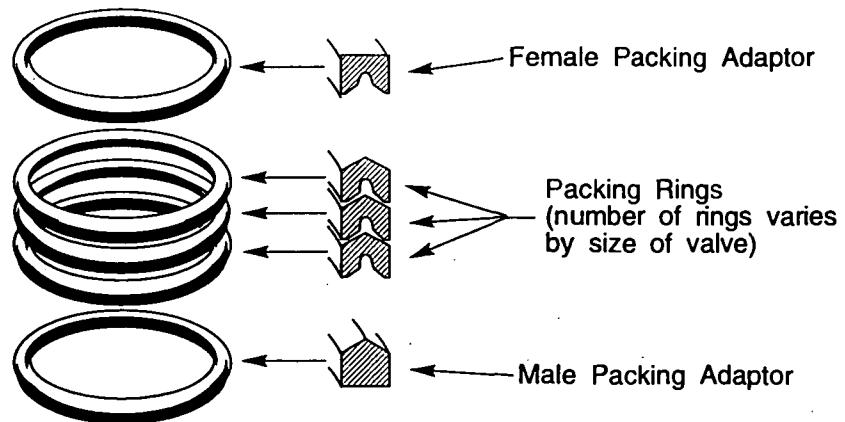 Female Packing Adaptor
Packing Rings
(number of rings varies
by size of valve)
Male Packing Adaptor